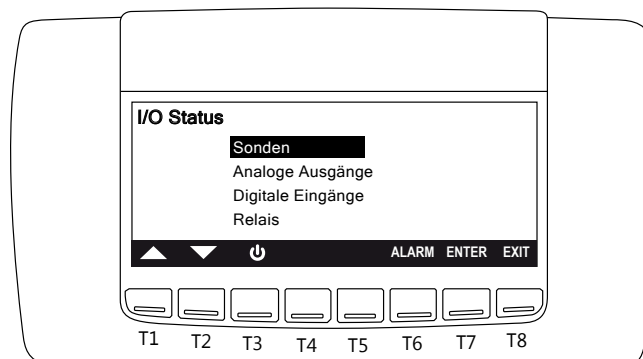 I/O Status
Sonden
Analoge Ausgänge
Digitale Eingänge
Relais
ALARM ENTER EXIT
T1 T2 T3 T4 T5 T6 T7 T8